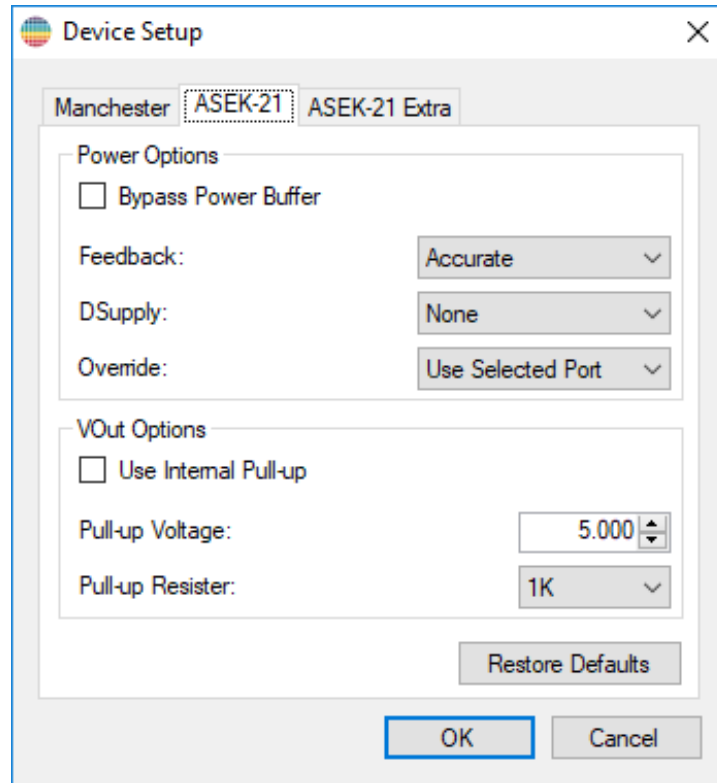 Device Setup
Manchester ASEK-21 ASEK-21 Extra
Power Options
Bypass Power Buffer
Feedback: Accurate
DSupply: None
Override: Use Selected Port
VOut Options
Use Internal Pull-up
Pull-up Voltage: 5.000
Pull-up Resister: 1K
Restore Defaults
OK Cancel